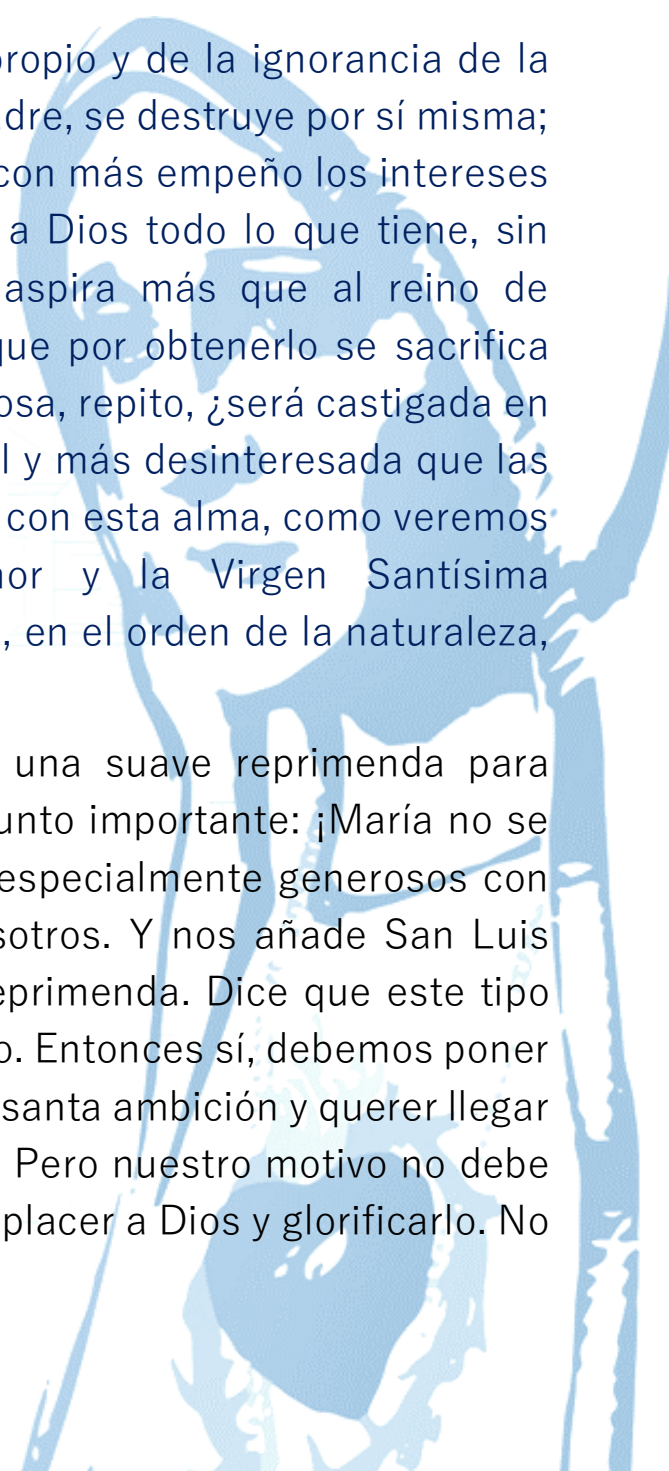 propio y de la ignorancia de la
dre, se destruye por sí misma;
con más empeño los intereses
a Dios todo lo que tiene, sin
aspira más que al reino de
que por obtenerlo se sacrifica
osa, repito, ¿será castigada en
l y más desinteresada que las
con esta alma, como veremos
nor y la Virgen Santísima
, en el orden de la naturaleza,
una suave reprimenda para
unto importante: ¡María no se
especialmente generosos con
sotros. Y nos añade San Luis
eprimenda. Dice que este tipo
o. Entonces sí, debemos poner
santa ambición y querer llegar
Pero nuestro motivo no debe
placer a Dios y glorificarlo. No